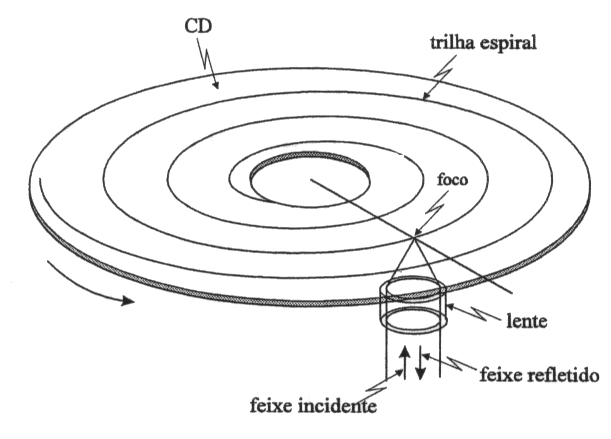 CD
trilha espiral
foco
lente
feixe refletido
feixe incidente